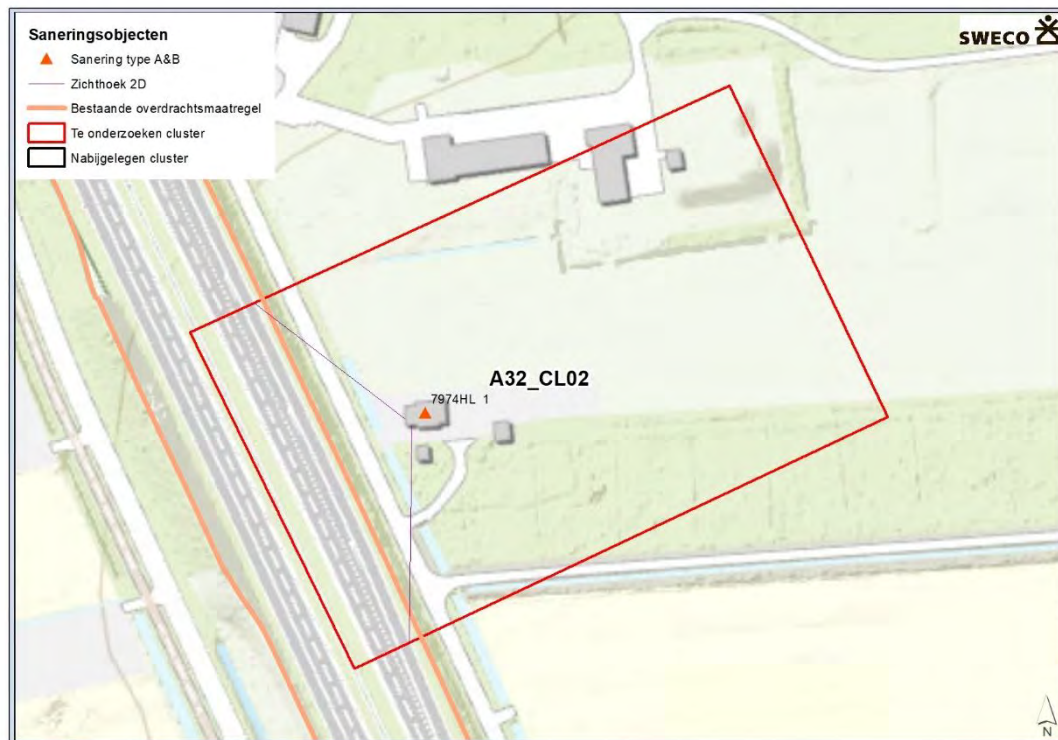 Saneringsobjecten
Sanering type A&B
Zichthoek 2D
Bestaande overdrachtsmaatregel
Te onderzoeken cluster
Nabijgelegen cluster
SWECO
A32_CL02
7974HL 1
N